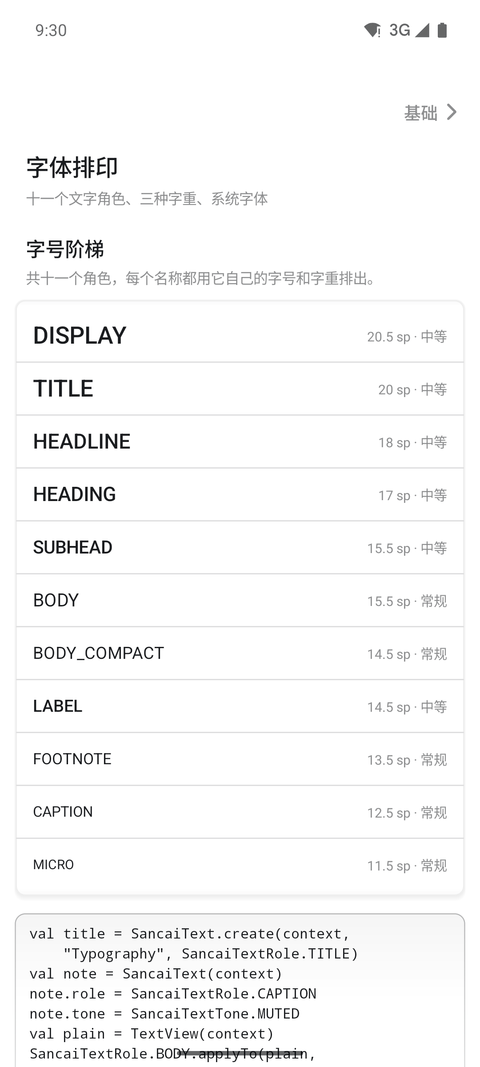 9:30
3G
基础
字体排印
十一个文字角色、三种字重、系统字体
字号阶梯
共十一个角色，每个名称都用它自己的字号和字重排出。
DISPLAY 20.5 sp · 中等
TITLE 20 sp · 中等
HEADLINE 18 sp · 中等
HEADING 17 sp · 中等
SUBHEAD 15.5 sp · 中等
BODY 15.5 sp · 常规
BODY_COMPACT 14.5 sp · 常规
LABEL 14.5 sp · 中等
FOOTNOTE 13.5 sp · 常规
CAPTION 12.5 sp · 常规
MICRO 11.5 sp · 常规
val title = SancaiText.create(context,
    "Typography", SancaiTextRole.TITLE)
val note = SancaiText(context)
note.role = SancaiTextRole.CAPTION
note.tone = SancaiTextTone.MUTED
val plain = TextView(context)
SancaiTextRole.BODY.applyTo(plain,